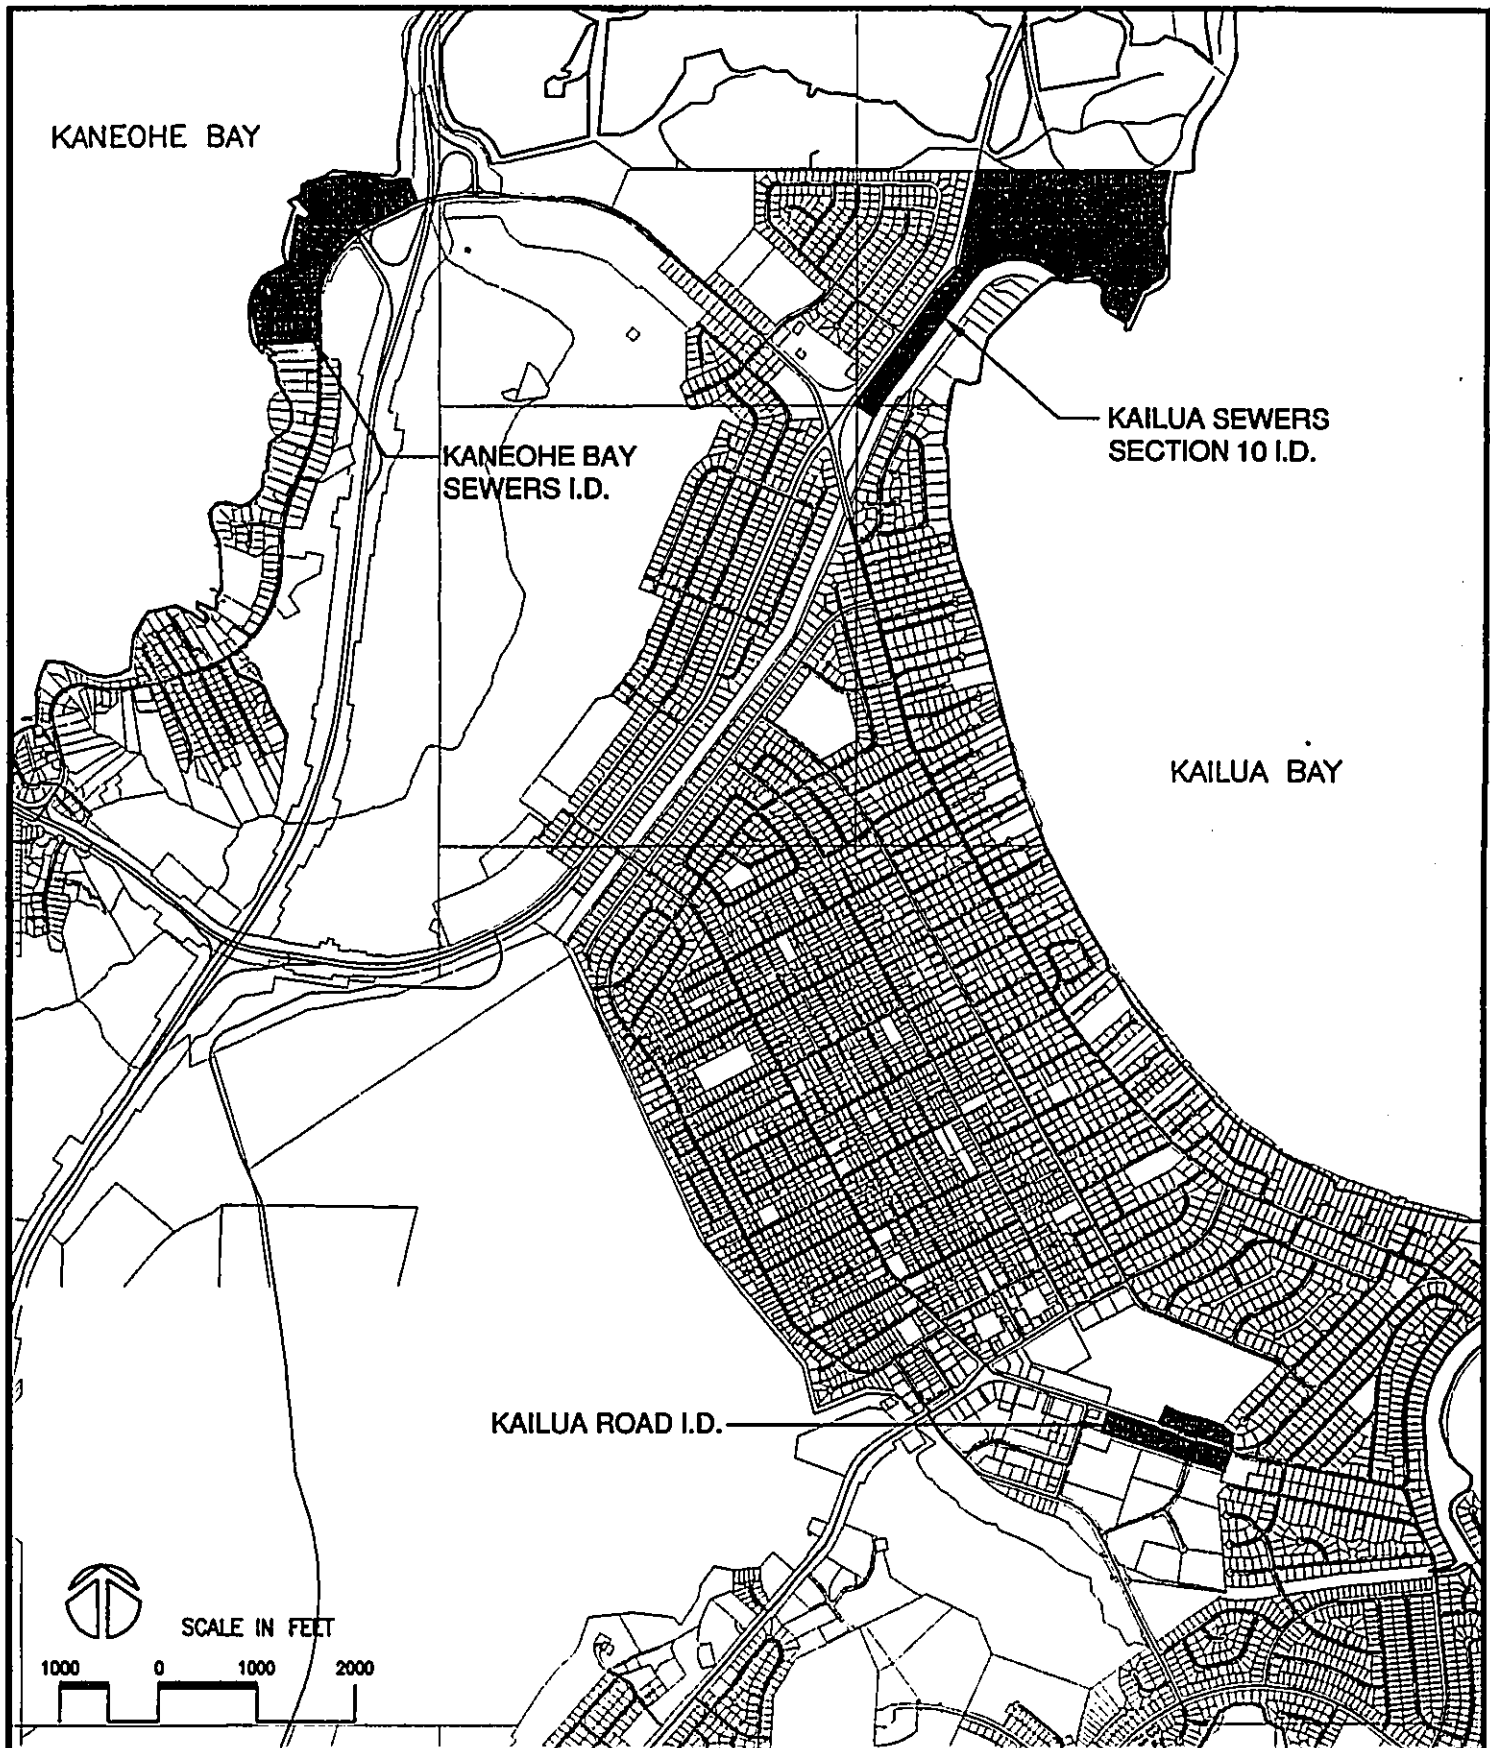 KANEOHE BAY
KAILUA SEWERS
SECTION 10 I.D.
KANEOHE BAY
SEWERS I.D.
KAILUA BAY
KAILUA ROAD I.D.
SCALE IN FEET
1000 0 1000 2000